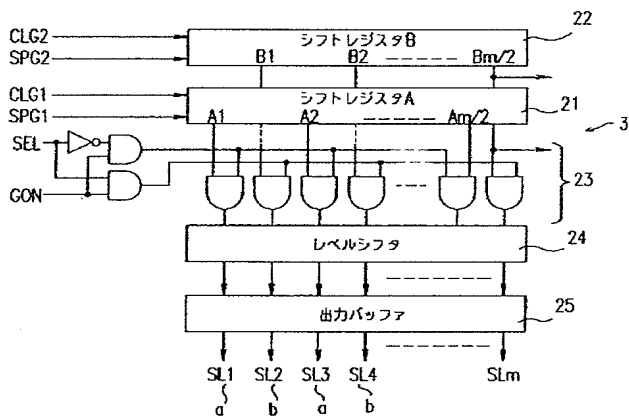 CLG2
SPG2
シフトレジスタB
22
B1 B2 Bm/2
CLG1
SPG1
シフトレジスタA
21
A1 A2 Am/2
3
SEL
GON
23
レベルシフタ
24
出力バッファ
25
SL1 SL2 SL3 SL4 SLm
a b a b